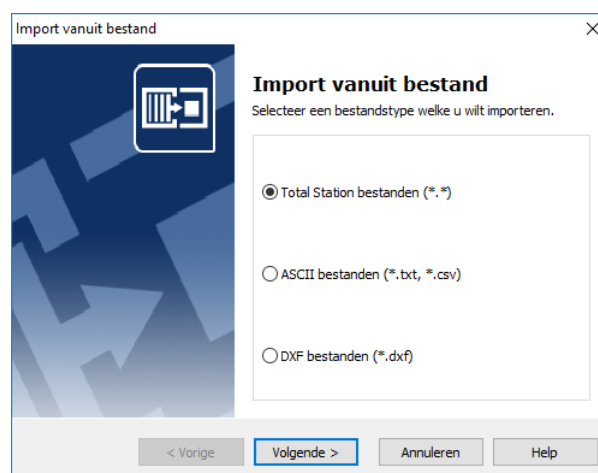 Import vanuit bestand
Import vanuit bestand
Selecteer een bestandstype welke u wilt importeren.
Total Station bestanden (*.*)
ASCII bestanden (*.txt, *.csv)
DXF bestanden (*.dxf)
< Vorige
Volgende >
Annuleren
Help